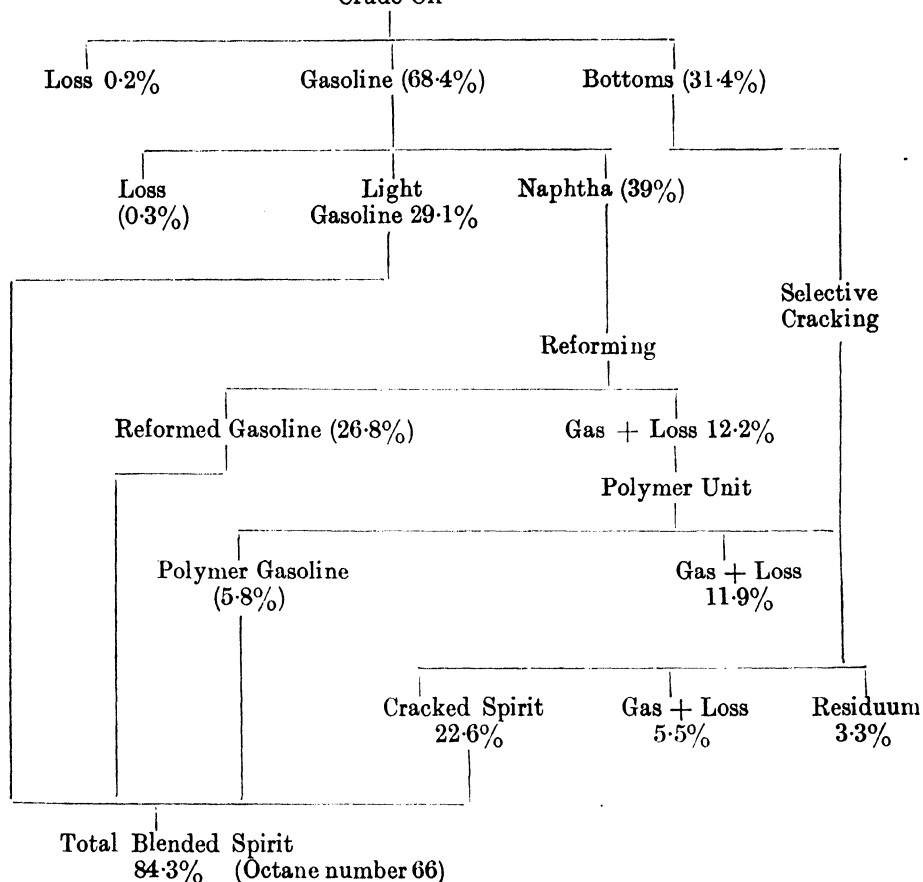 Loss 0·2%
Gasoline (68·4%)
Bottoms (31·4%)
Loss
(0·3%)
Light
Gasoline 29·1%
Naphtha (39%)
Selective
Cracking
Reforming
Reformed Gasoline (26·8%)
Gas + Loss 12·2%
Polymer Unit
Polymer Gasoline
(5·8%)
Gas + Loss
11·9%
Cracked Spirit
22·6%
Gas + Loss
5·5%
Residuum
3·3%
Total Blended Spirit
84·3% (Octane number 66)